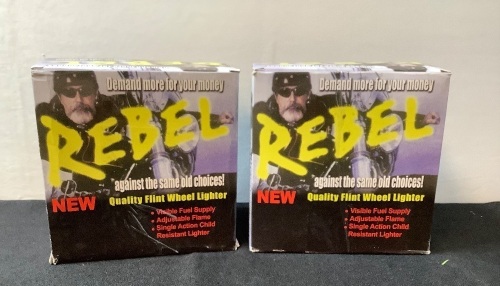 Demand more for your money
REBEL
against the same old choices!
NEW
Quality Flint Wheel Lighter
• Visible Fuel Supply
• Adjustable Flame
• Single Action Child
Resistant Lighter
Demand more for your money
REBEL
against the same old choices!
NEW
Quality Flint Wheel Lighter
• Visible Fuel Supply
• Adjustable Flame
• Single Action Child
Resistant Lighter